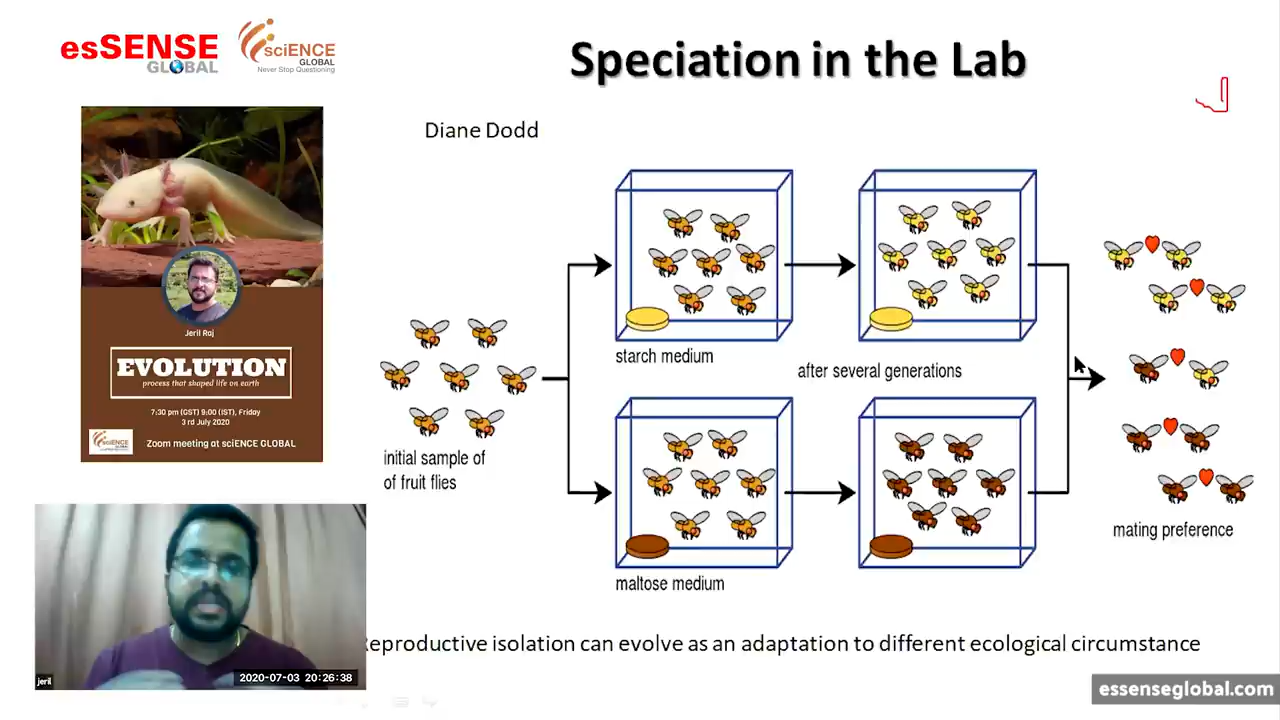 esSENSE
GLOBAL
sciENCE
GLOBAL
Never Stop Questioning
Speciation in the Lab
Diane Dodd
Jeril Raj
EVOLUTION
process that shaped life on earth
7:30 pm (GST) 9:00 (IST), Friday
3 rd July 2020
Zoom meeting at sciENCE GLOBAL
initial sample of
of fruit flies
starch medium
after several generations
maltose medium
mating preference
eproductive isolation can evolve as an adaptation to different ecological circumstance
jeril
2020-07-03 20:26:38
essenseglobal.com